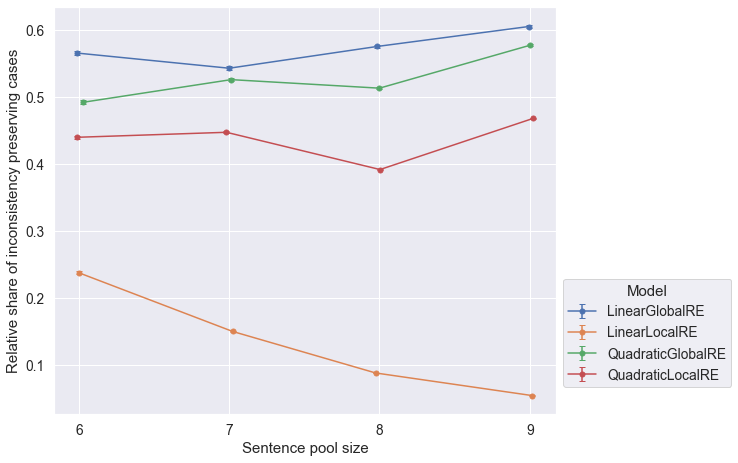 Relative share of inconsistency preserving cases
0.6
0.5
0.4
0.3
0.2
0.1
6 7 8 9
Sentence pool size
Model
LinearGlobalRE
LinearLocalRE
QuadraticGlobalRE
QuadraticLocalRE